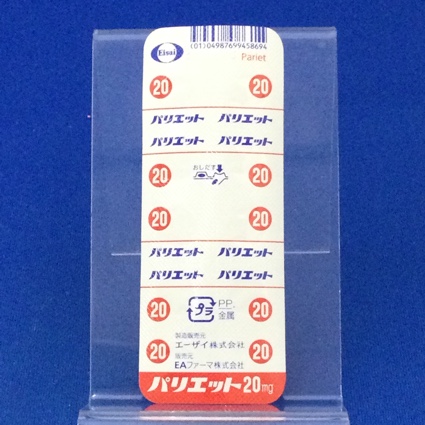 Eisai
(01)04987699458694
Pariet
20 20
パリエット パリエット
パリエット パリエット
20 おしだす 20
20 20
パリエット パリエット
パリエット パリエット
20 プラ PP, 金属 20
製造販売元
エーザイ株式会社
20 販売元 20
EAファーマ株式会社
パリエット20mg